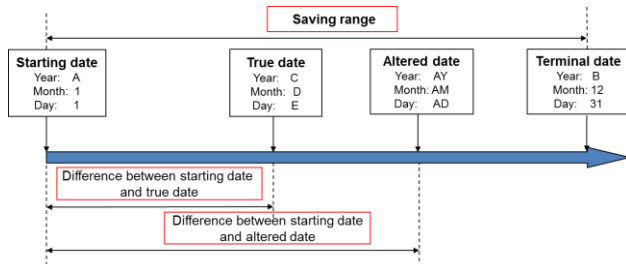 Saving range
Starting date
Year: A
Month: 1
Day: 1
True date
Year: C
Month: D
Day: E
Altered date
Year: AY
Month: AM
Day: AD
Terminal date
Year: B
Month: 12
Day: 31
Difference between starting date
and true date
Difference between starting date
and altered date